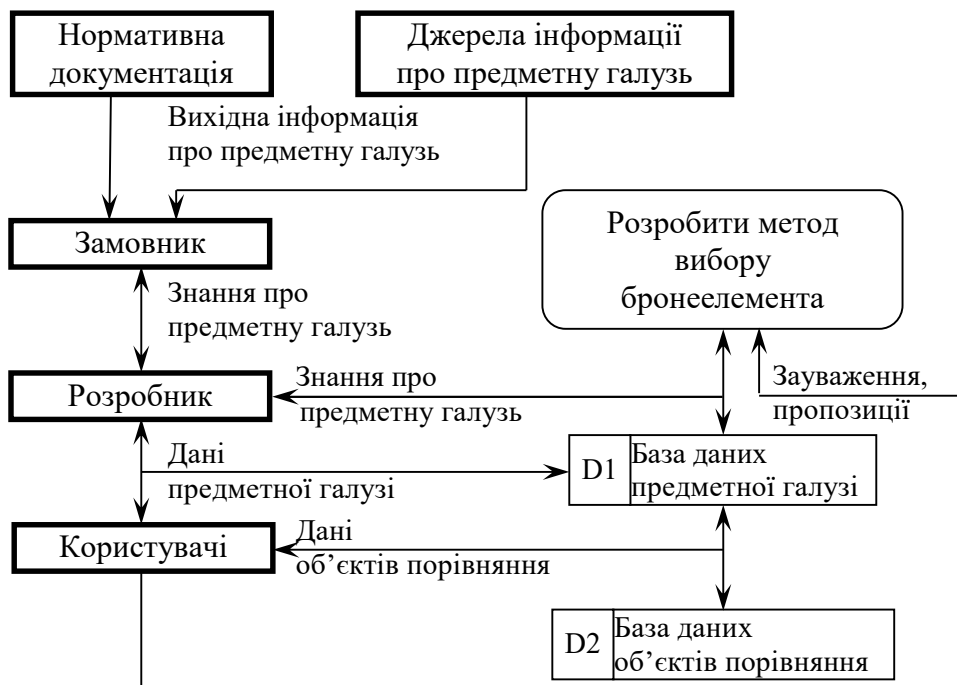 Нормативна
документація
Джерела інформації
про предметну галузь
Вихідна інформація
про предметну галузь
Замовник
Розробити метод
вибору
бронеелемента
Знання про
предметну галузь
Розробник
Знання про
предметну галузь
Зауваження,
пропозиції
Дані
предметної галузі
D1
База даних
предметної галузі
Користувачі
Дані
об’єктів порівняння
D2
База даних
об’єктів порівняння